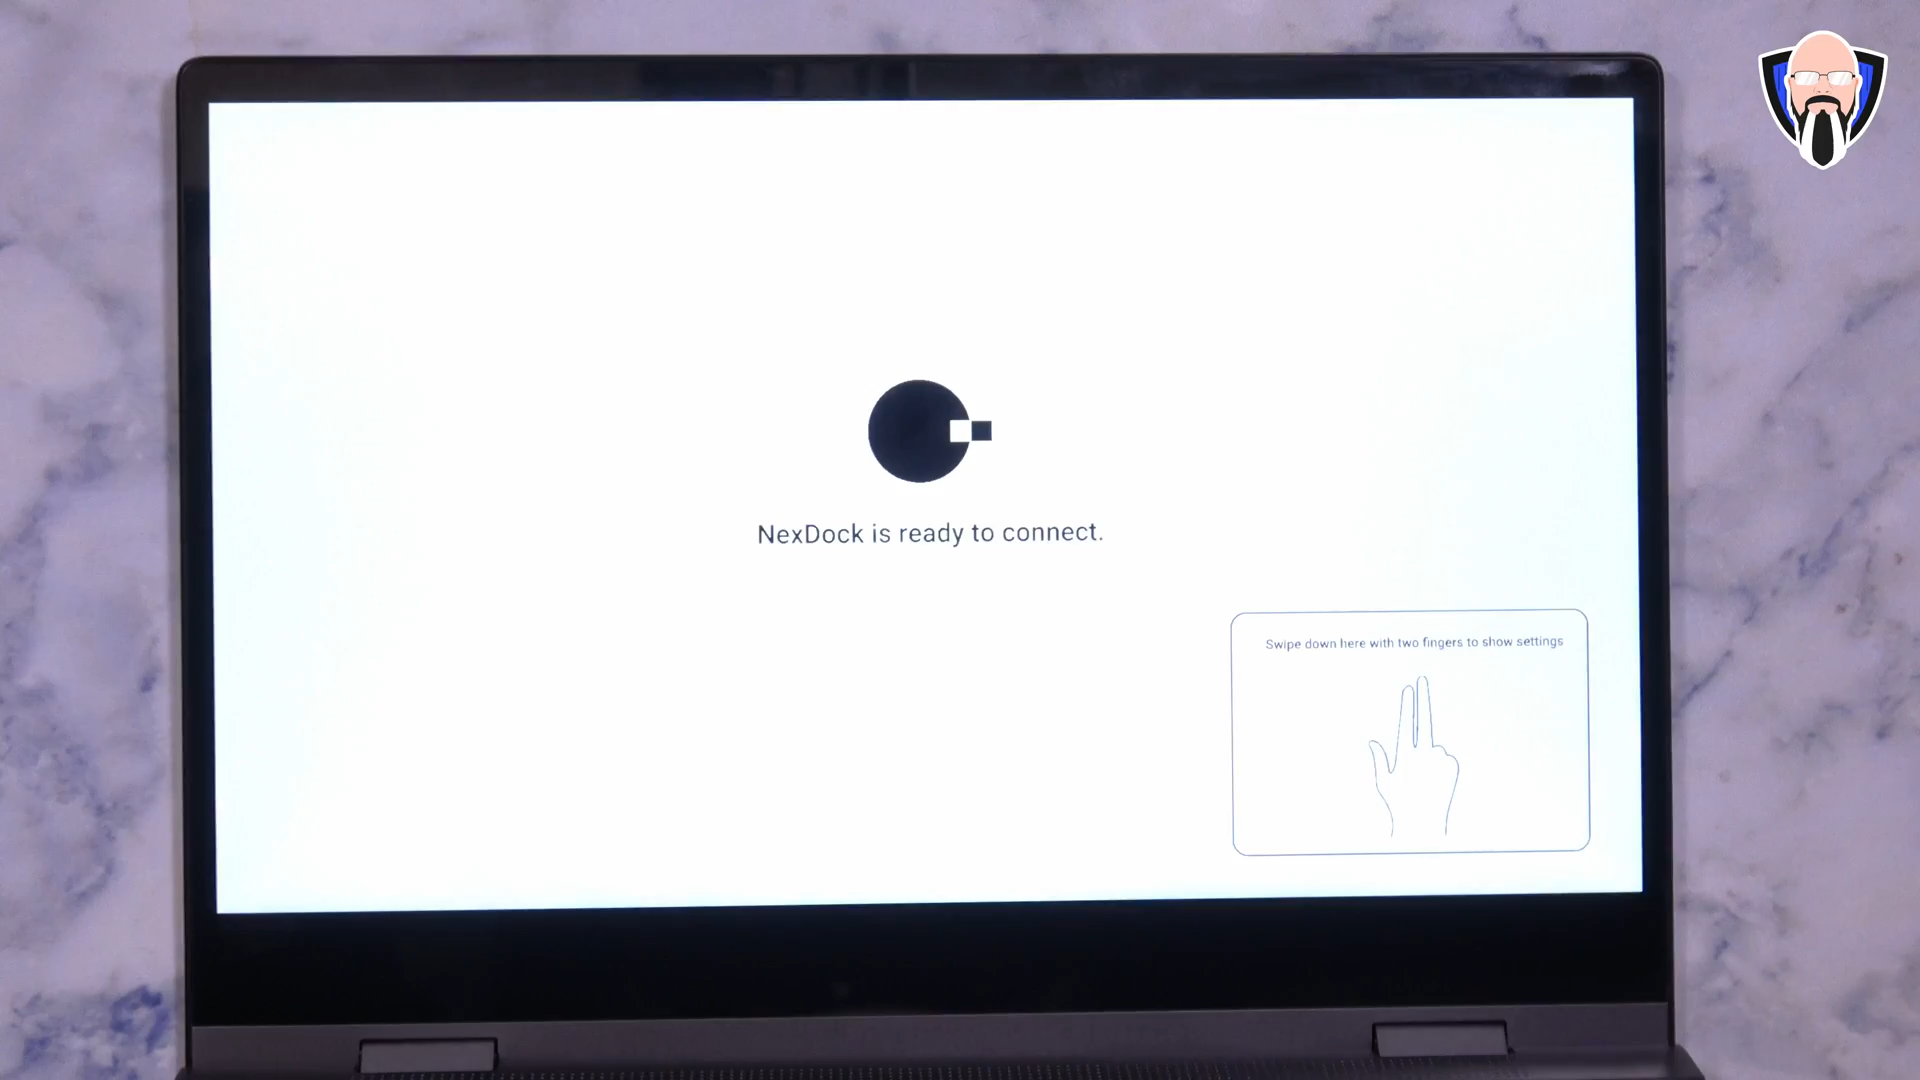 NexDock is ready to connect.
Swipe down here with two fingers to show settings